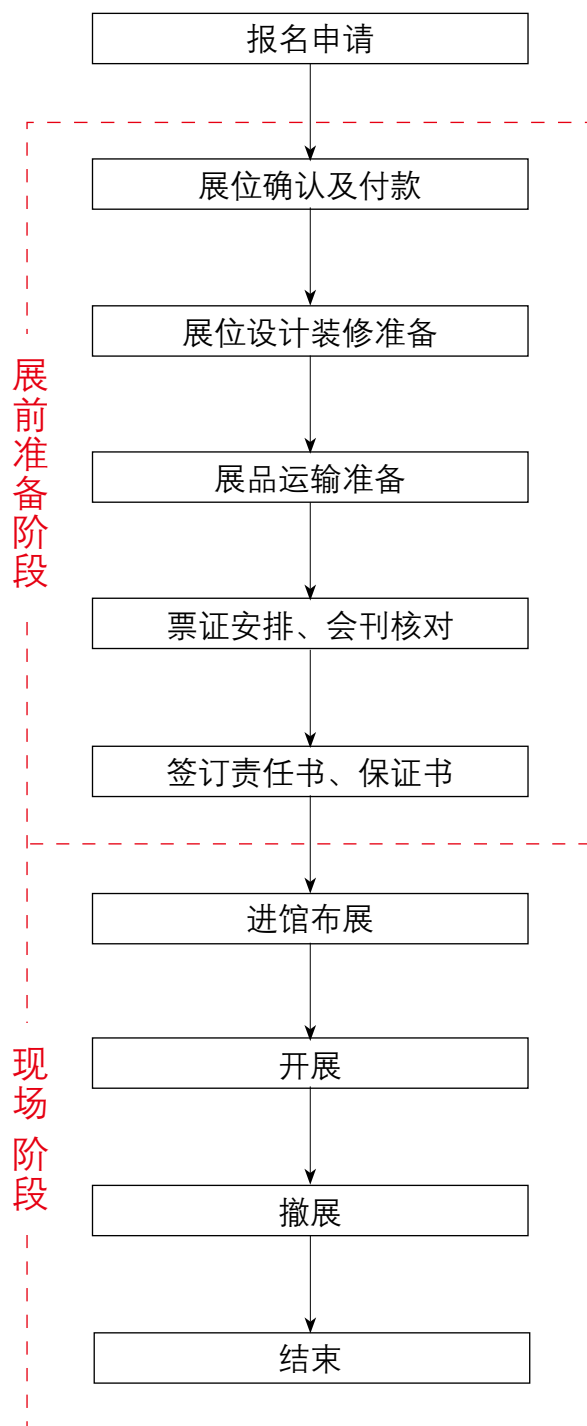 报名申请
展位确认及付款
展位设计装修准备
展前准备阶段
展品运输准备
票证安排、会刊核对
签订责任书、保证书
进馆布展
开展
现场 阶段
撤展
结束